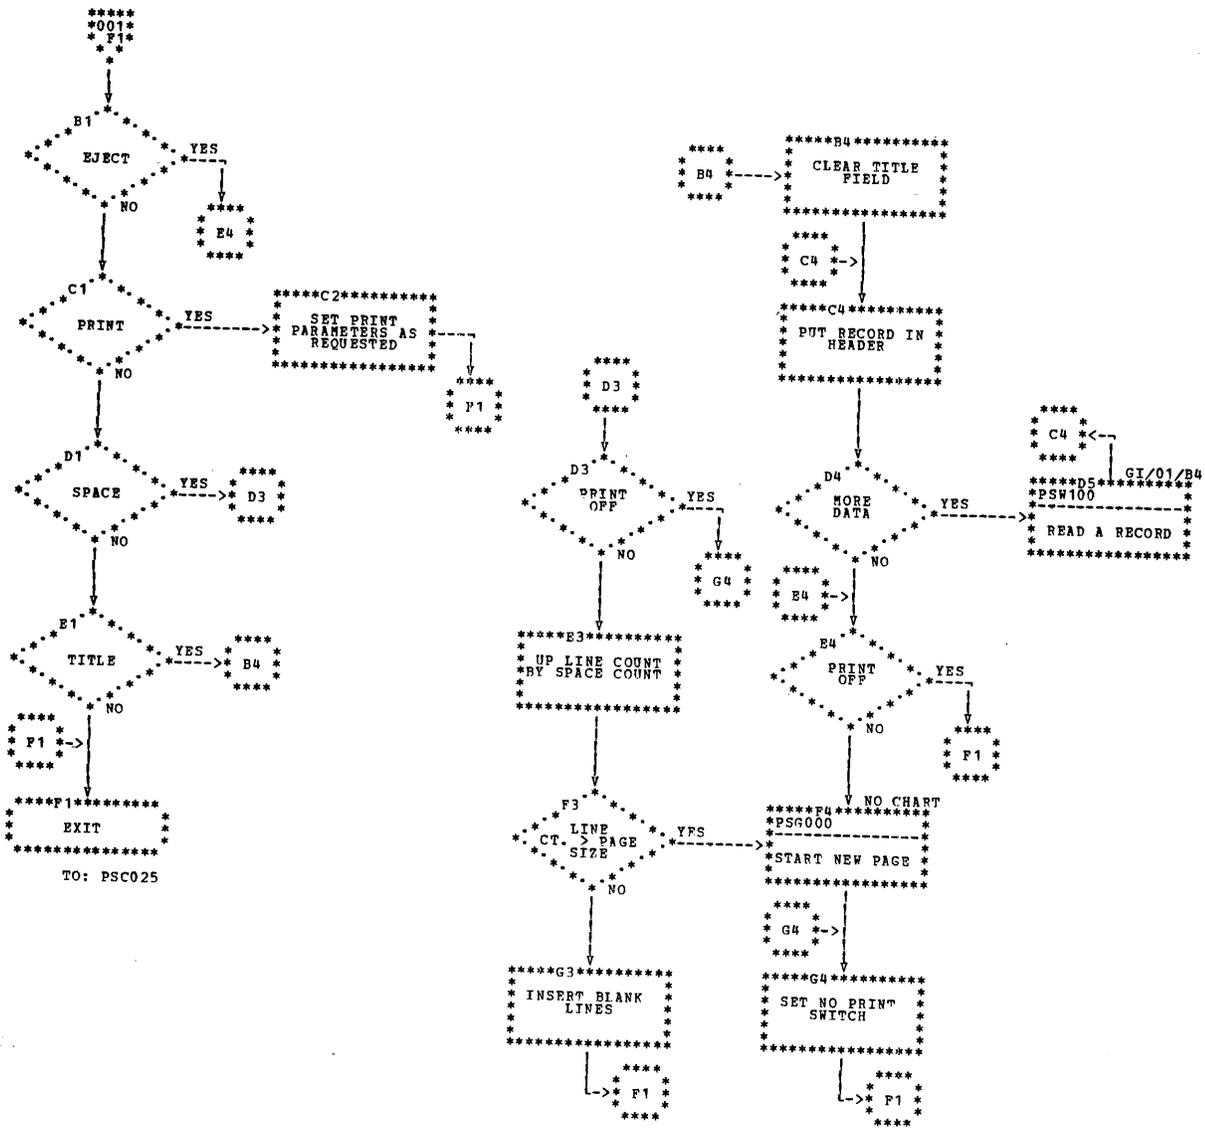 001
F1
B1
EJECT
YES
NO
E4
C1
PRINT
YES
NO
C2
SET PRINT
PARAMETERS AS
REQUESTED
F1
D1
SPACE
YES
NO
D3
E1
TITLE
YES
NO
B4
F1
F1
EXIT
TO: PSC025
D3
D3
PRINT
OFF
YES
NO
G4
E3
UP LINE COUNT
BY SPACE COUNT
F3
LINE
CT. > PAGE
SIZE
YES
NO
G3
INSERT BLANK
LINES
F1
B4
B4
CLEAR TITLE
FIELD
C4
C4
PUT RECORD IN
HEADER
D4
MORE
DATA
YES
NO
C4
GI/01/B4
D5
PSW100
READ A RECORD
E4
E4
PRINT
OFF
YES
NO
F1
NO CHART
F4
PSG000
START NEW PAGE
G4
G4
SET NO PRINT
SWITCH
F1